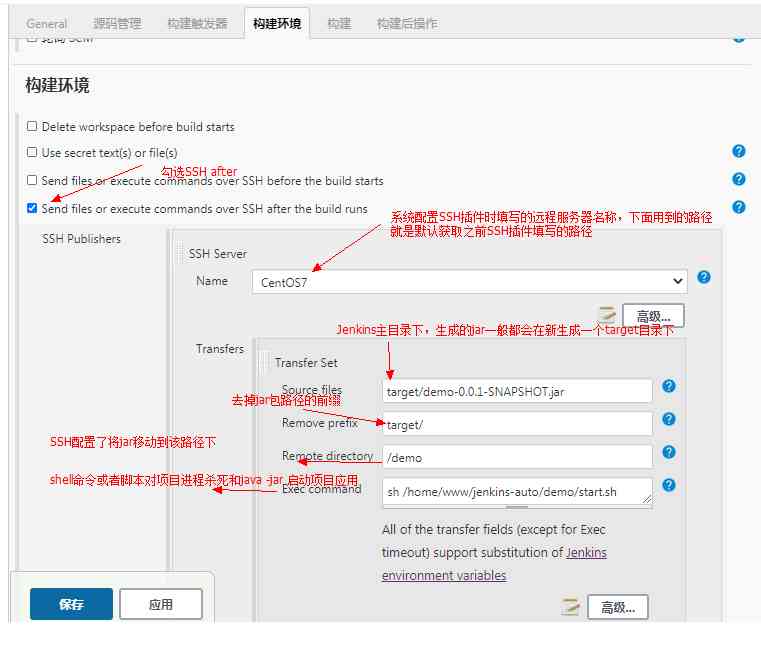 General 源码管理 构建触发器 构建环境 构建 构建后操作
轮询 SCM
构建环境
Delete workspace before build starts
Use secret text(s) or file(s)
勾选SSH after
Send files or execute commands over SSH before the build starts
Send files or execute commands over SSH after the build runs
系统配置SSH插件时填写的远程服务器名称，下面用到的路径
就是默认获取之前SSH插件填写的路径
SSH Publishers
SSH Server
Name
CentOS7
高级...
Jenkins主目录下，生成的jar一般都会在新生成一个target目录下
Transfers
Transfer Set
Source files
target/demo-0.0.1-SNAPSHOT.jar
去掉jar包路径的前缀
Remove prefix
target/
SSH配置了将jar移动到该路径下
Remote directory
/demo
shell命令或者脚本对项目进程杀死和java -jar 启动项目应用
Exec command
sh /home/www/jenkins-auto/demo/start.sh
All of the transfer fields (except for Exec
timeout) support substitution of Jenkins
environment variables
保存 应用
高级...